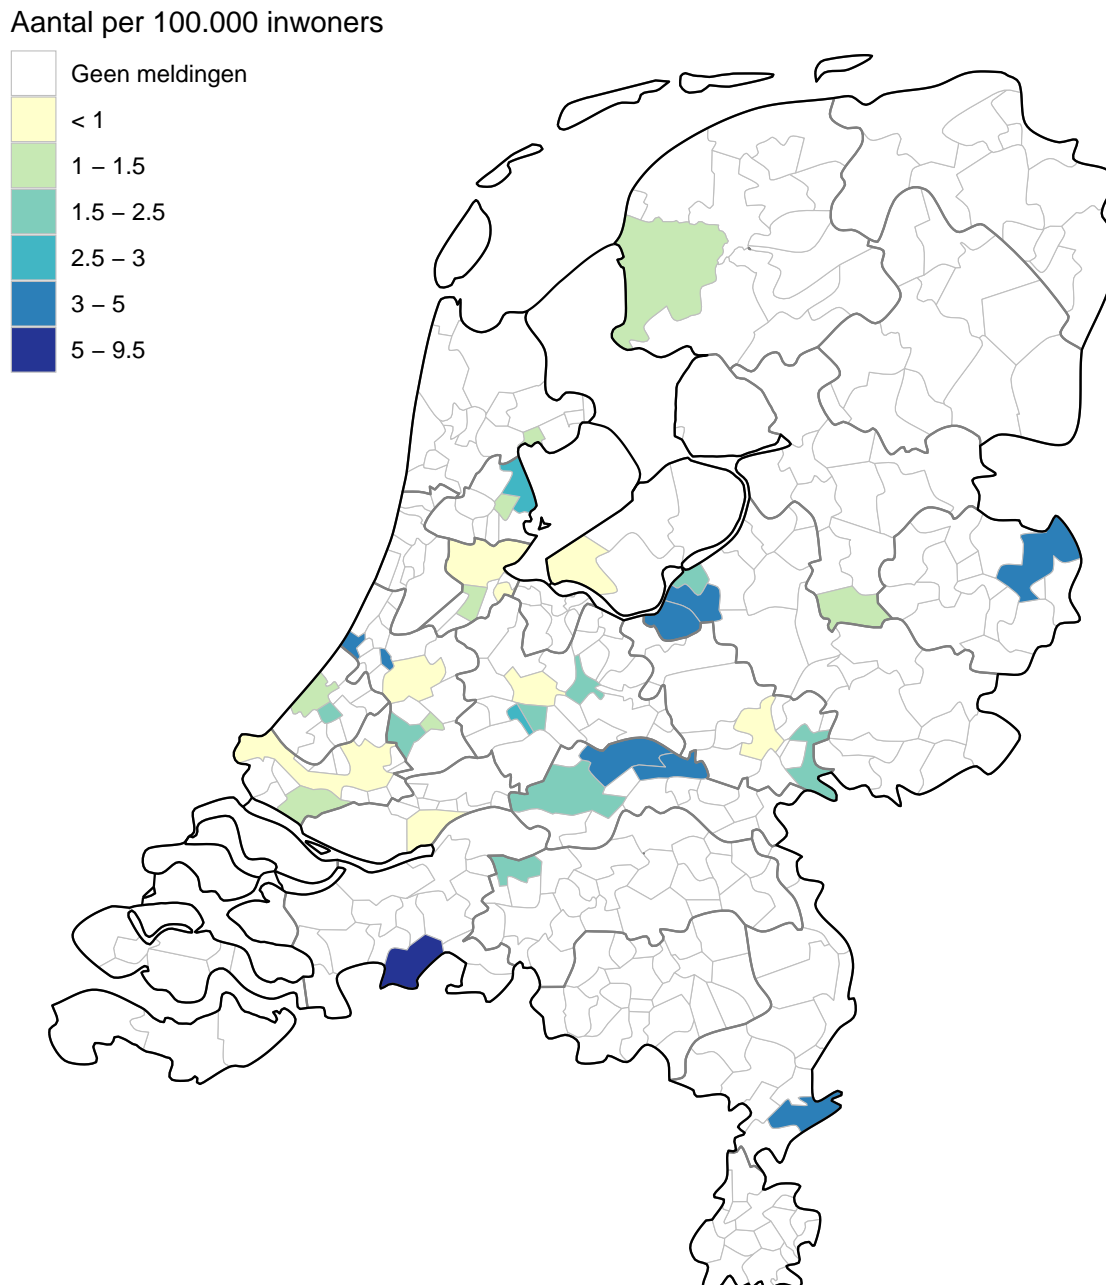 Aantal per 100.000 inwoners
Geen meldingen
< 1
1 – 1.5
1.5 – 2.5
2.5 – 3
3 – 5
5 – 9.5